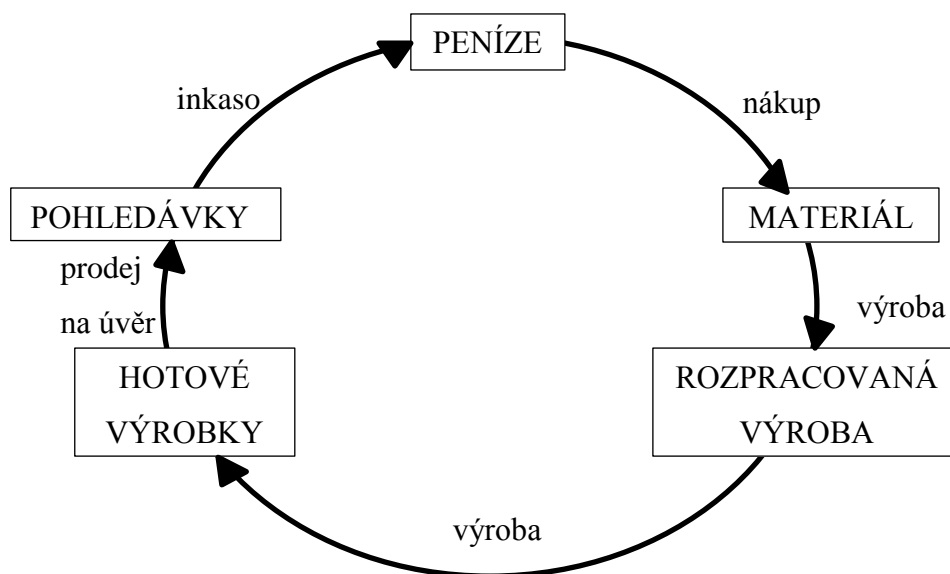 PENÍZE
inkaso
nákup
POHLEDÁVKY
MATERIÁL
prodej
na úvěr
výroba
HOTOVÉ
VÝROBKY
ROZPRACOVANÁ
VÝROBA
výroba